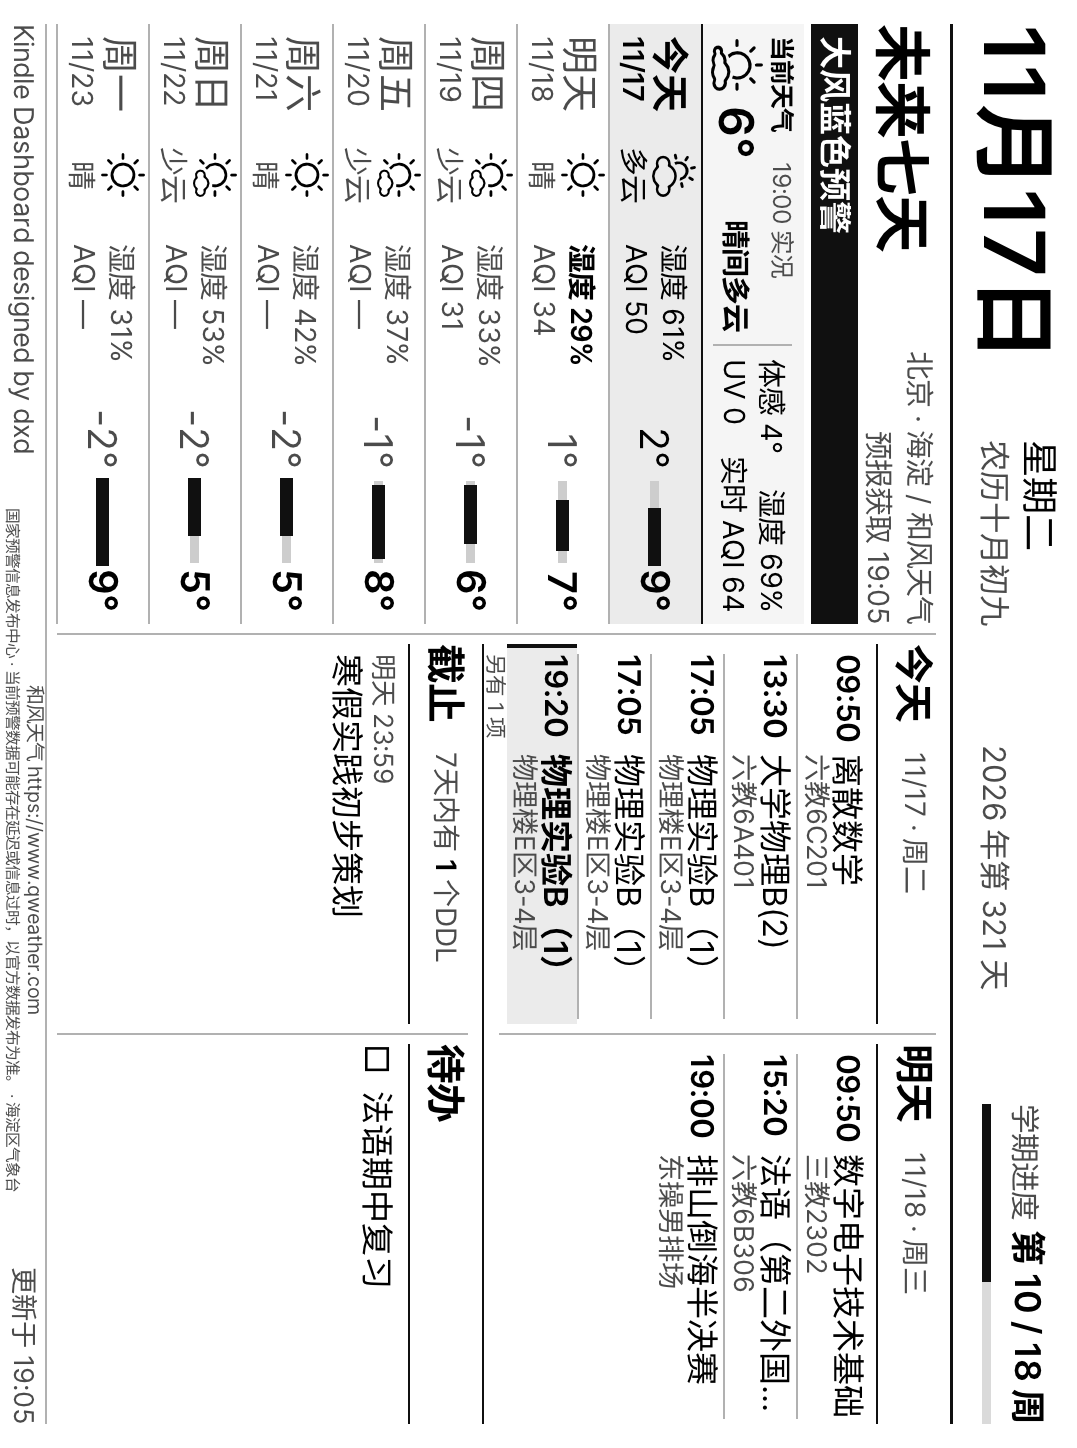 11月17日
星期二
农历十月初九
2026 年第 321 天
学期进度 第 10 / 18 周
未来七天
北京 · 海淀 / 和风天气
预报获取 19:05
大风蓝色预警
当前天气 19:00 实况
6° 晴间多云
体感 4° 湿度 69%
UV 0 实时 AQI 64
今天 湿度 61% 2° 9°
11/17 多云 AQI 50
明天 湿度 29% 1° 7°
11/18 晴 AQI 34
周四 湿度 33% -1° 6°
11/19 少云 AQI 31
周五 湿度 37% -1° 8°
11/20 少云 AQI —
周六 湿度 42% -2° 5°
11/21 晴 AQI —
周日 湿度 53% -2° 5°
11/22 少云 AQI —
周一 湿度 31% -2° 9°
11/23 晴 AQI —
今天 11/17 · 周二
09:50 离散数学
六教6C201
13:30 大学物理B(2)
六教6A401
17:05 物理实验B（1）
物理楼E区3-4层
17:05 物理实验B（1）
物理楼E区3-4层
19:20 物理实验B（1）
物理楼E区3-4层
另有 1 项
明天 11/18 · 周三
09:50 数字电子技术基础
三教2302
15:20 法语（第二外国...
六教6B306
19:00 排山倒海半决赛
东操男排场
截止 7天内有 1 个DDL
明天 23:59
寒假实践初步策划
待办
法语期中复习
Kindle Dashboard designed by dxd
和风天气 https://www.qweather.com
国家预警信息发布中心 · 当前预警数据可能存在延迟或信息过时，以官方数据发布为准。 · 海淀区气象台
更新于 19:05